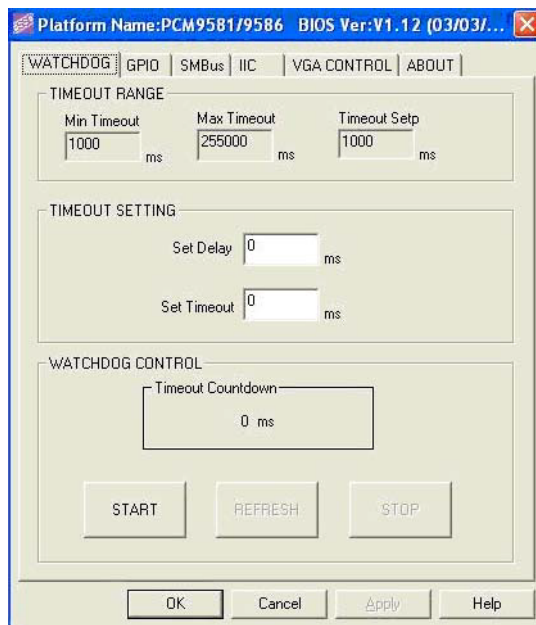 Platform Name:PCM9581/9586 BIOS Ver:V1.12 (03/03/...
WATCHDOG GPIO SMBus IIC VGA CONTROL ABOUT
TIMEOUT RANGE
Min Timeout Max Timeout Timeout Setp
1000 ms 255000 ms 1000 ms
TIMEOUT SETTING
Set Delay 0 ms
Set Timeout 0 ms
WATCHDOG CONTROL
Timeout Countdown
0 ms
START REFRESH STOP
OK Cancel Apply Help